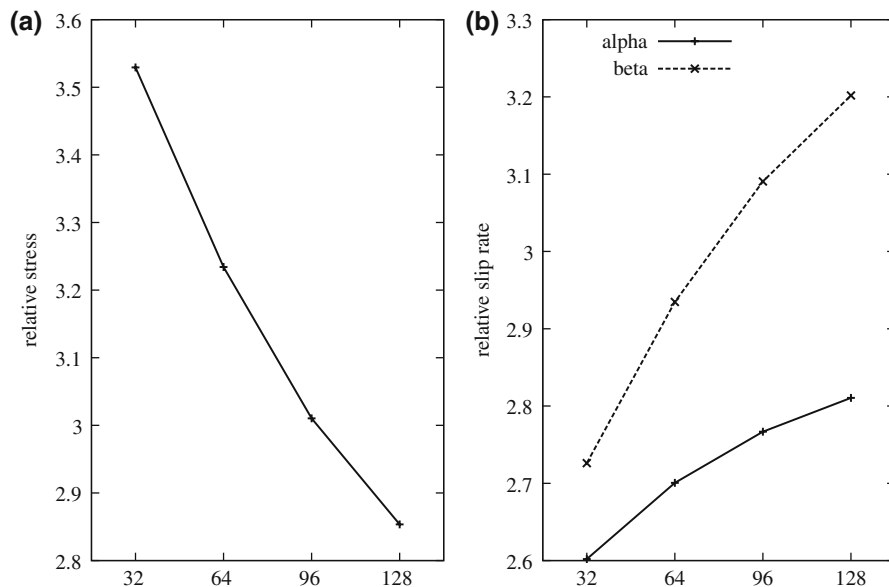 (a)
3.6
3.5
3.4
3.3
3.2
3.1
3
2.9
2.8
relative stress
32 64 96 128
(b)
alpha
beta
3.3
3.2
3.1
3
2.9
2.8
2.7
2.6
relative slip rate
32 64 96 128